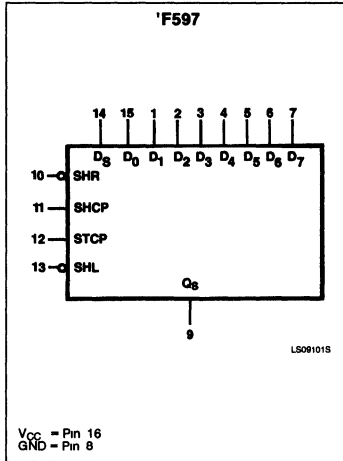 'F597
14 15 1 2 3 4 5 6 7
DS D0 D1 D2 D3 D4 D5 D6 D7
10 SHR
11 SHCP
12 STCP
13 SHL
QS
9
LS09101S
VCC = Pin 16
GND = Pin 8